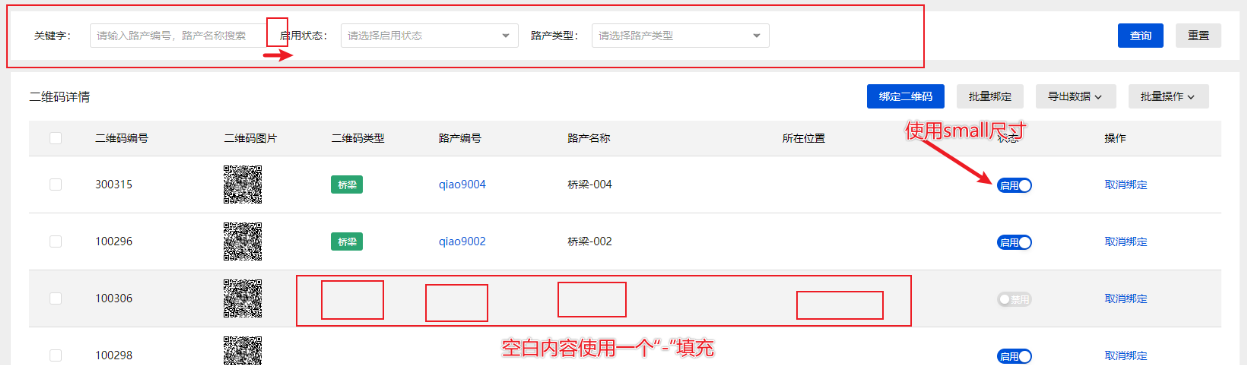 关键字： 请输入路产编号，路产名称搜索 启用状态： 请选择启用状态 路产类型： 请选择路产类型 查询 重置
二维码详情 绑定二维码 批量绑定 导出数据 批量操作
使用small尺寸
二维码编号 二维码图片 二维码类型 路产编号 路产名称 所在位置 状态 操作
300315 桥梁 qiao9004 桥梁-004 启用 取消绑定
100296 桥梁 qiao9002 桥梁-002 启用 取消绑定
100306 禁用 取消绑定
空白内容使用一个“-”填充
100298 启用 取消绑定